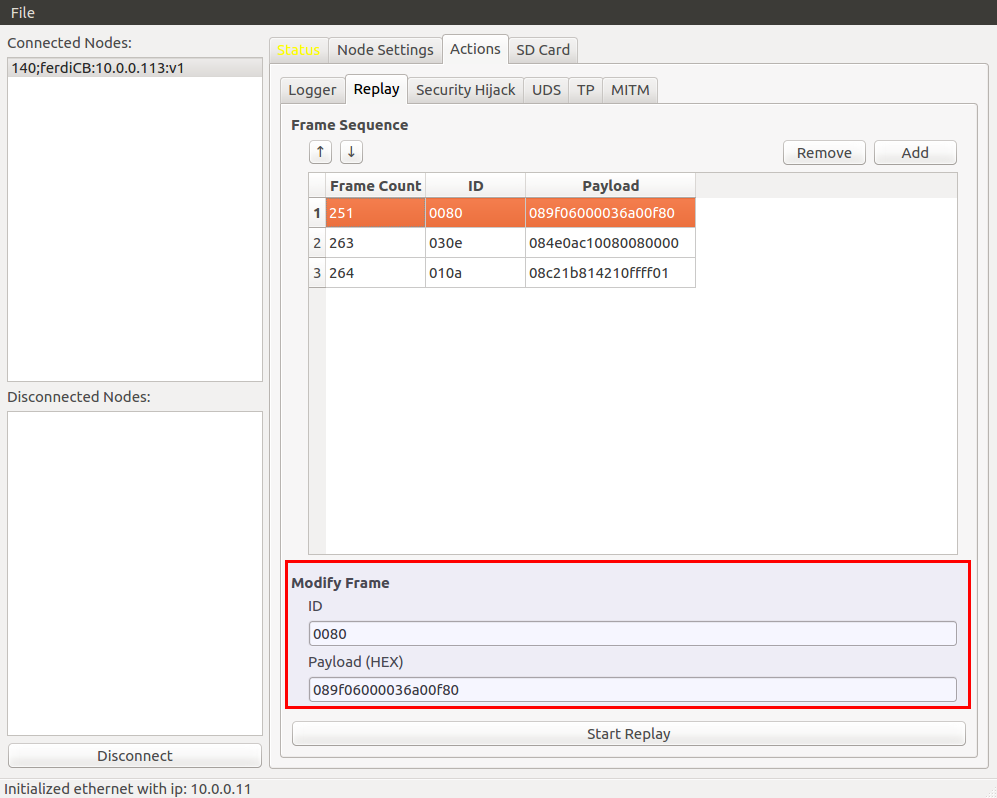 File
Connected Nodes:
140;ferdiCB:10.0.0.113:v1
Disconnected Nodes:
Disconnect
Status Node Settings Actions SD Card
Logger Replay Security Hijack UDS TP MITM
Frame Sequence
↑ ↓ Remove Add
Frame Count ID Payload
1 251 0080 089f06000036a00f80
2 263 030e 084e0ac10080080000
3 264 010a 08c21b814210ffff01
Modify Frame
ID
0080
Payload (HEX)
089f06000036a00f80
Start Replay
Initialized ethernet with ip: 10.0.0.11